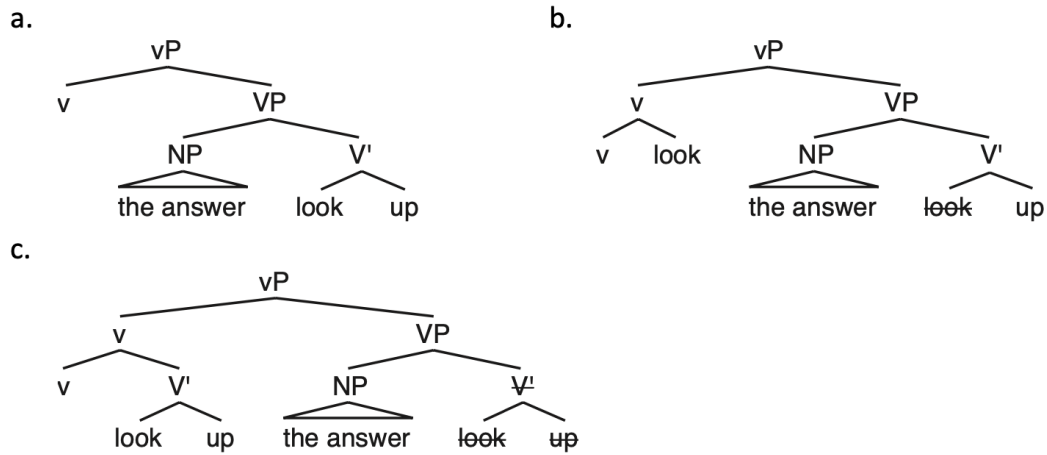 a. b.
vP vP
v VP v VP
NP V' v look NP V'
the answer look up the answer look up
c.
vP
v VP
v V' NP V'
look up the answer look up